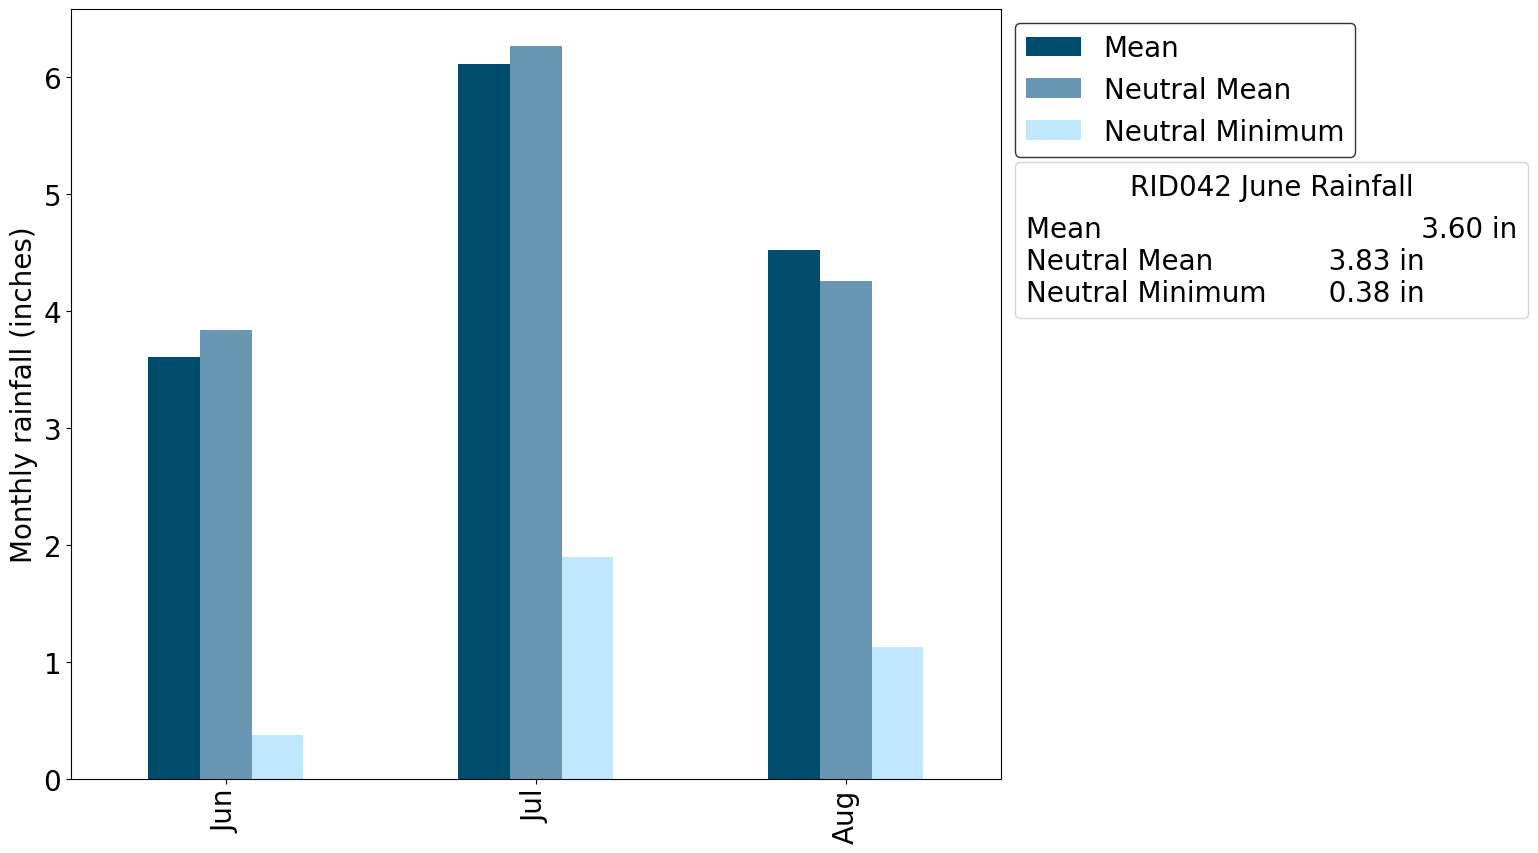 Monthly rainfall (inches)
6
5
4
3
2
1
0
Jun
Jul
Aug
Mean
Neutral Mean
Neutral Minimum
RID042 June Rainfall
Mean 3.60 in
Neutral Mean 3.83 in
Neutral Minimum 0.38 in